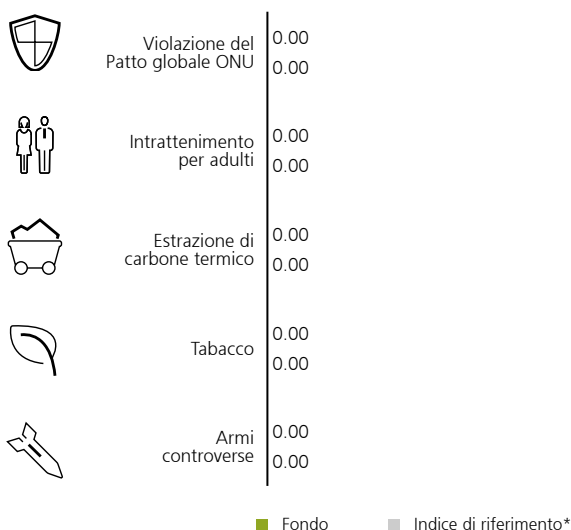 Violazione del
Patto globale ONU
0.00
0.00
Intrattenimento
per adulti
0.00
0.00
Estrazione di
carbone termico
0.00
0.00
Tabacco
0.00
0.00
Armi
controverse
0.00
0.00
Fondo Indice di riferimento*